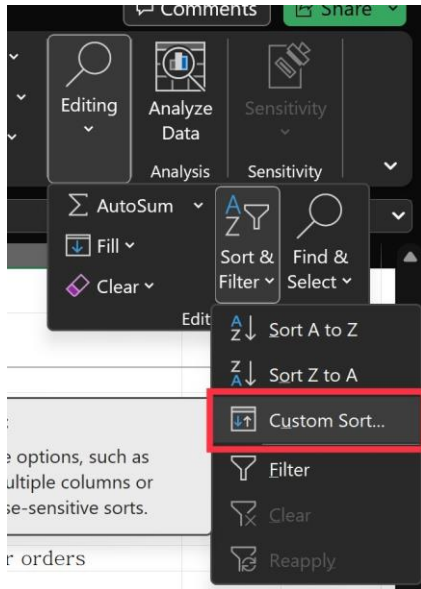 Comments
Share
Editing
Analyze
Data
Sensitivity
Analysis
Sensitivity
AutoSum
Fill
Clear
Sort &
Filter
Find &
Select
Edit
Sort A to Z
Sort Z to A
Custom Sort...
Filter
Clear
Reapply
options, such as
columns or
se-sensitive sorts.
orders